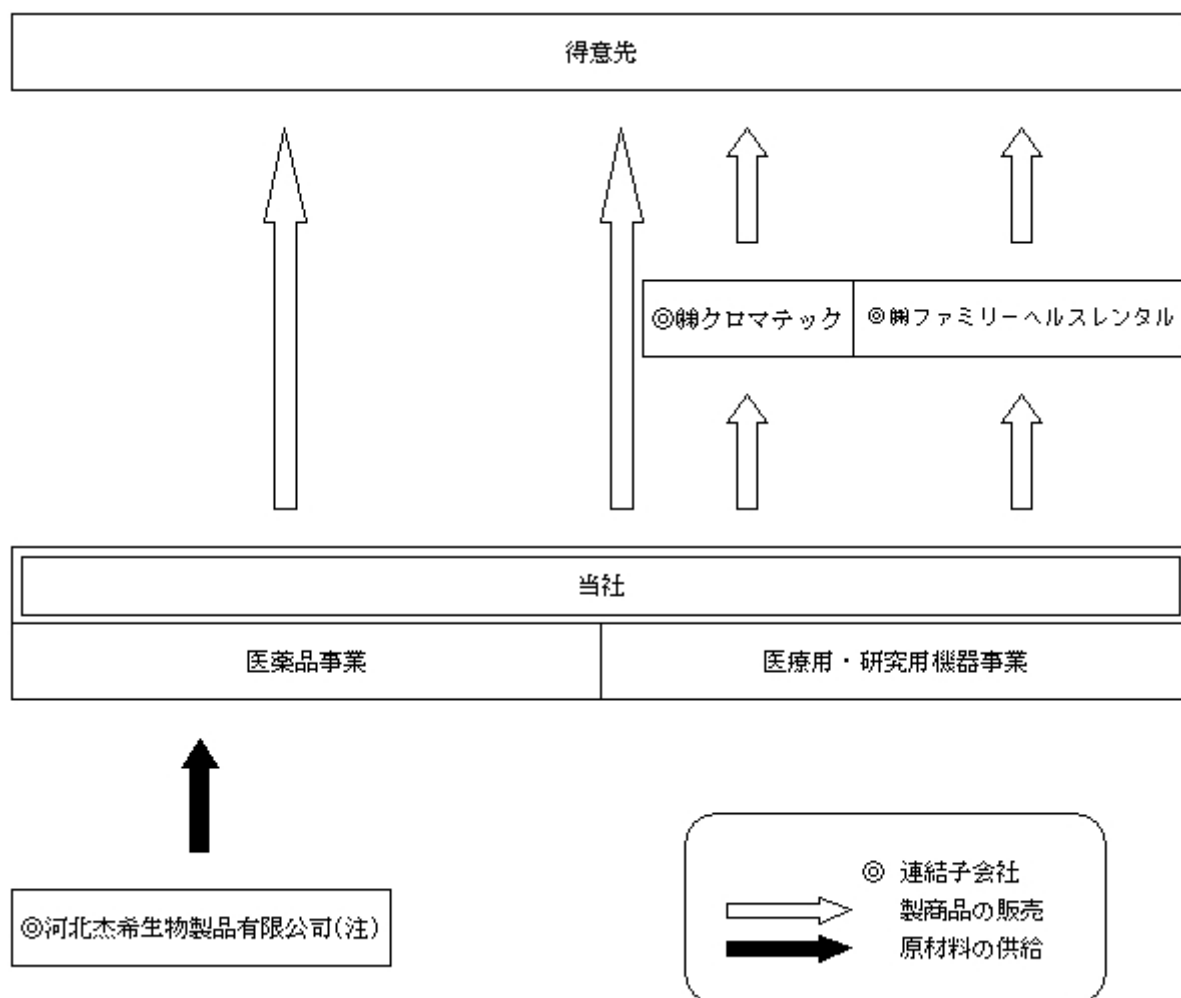 得意先
◎㈱クロマテック
◎㈱ファミリーヘルスレンタル
当社
医薬品事業
医療用・研究用機器事業
◎河北杰希生物製品有限公司(注)
◎ 連結子会社
製商品の販売
原材料の供給